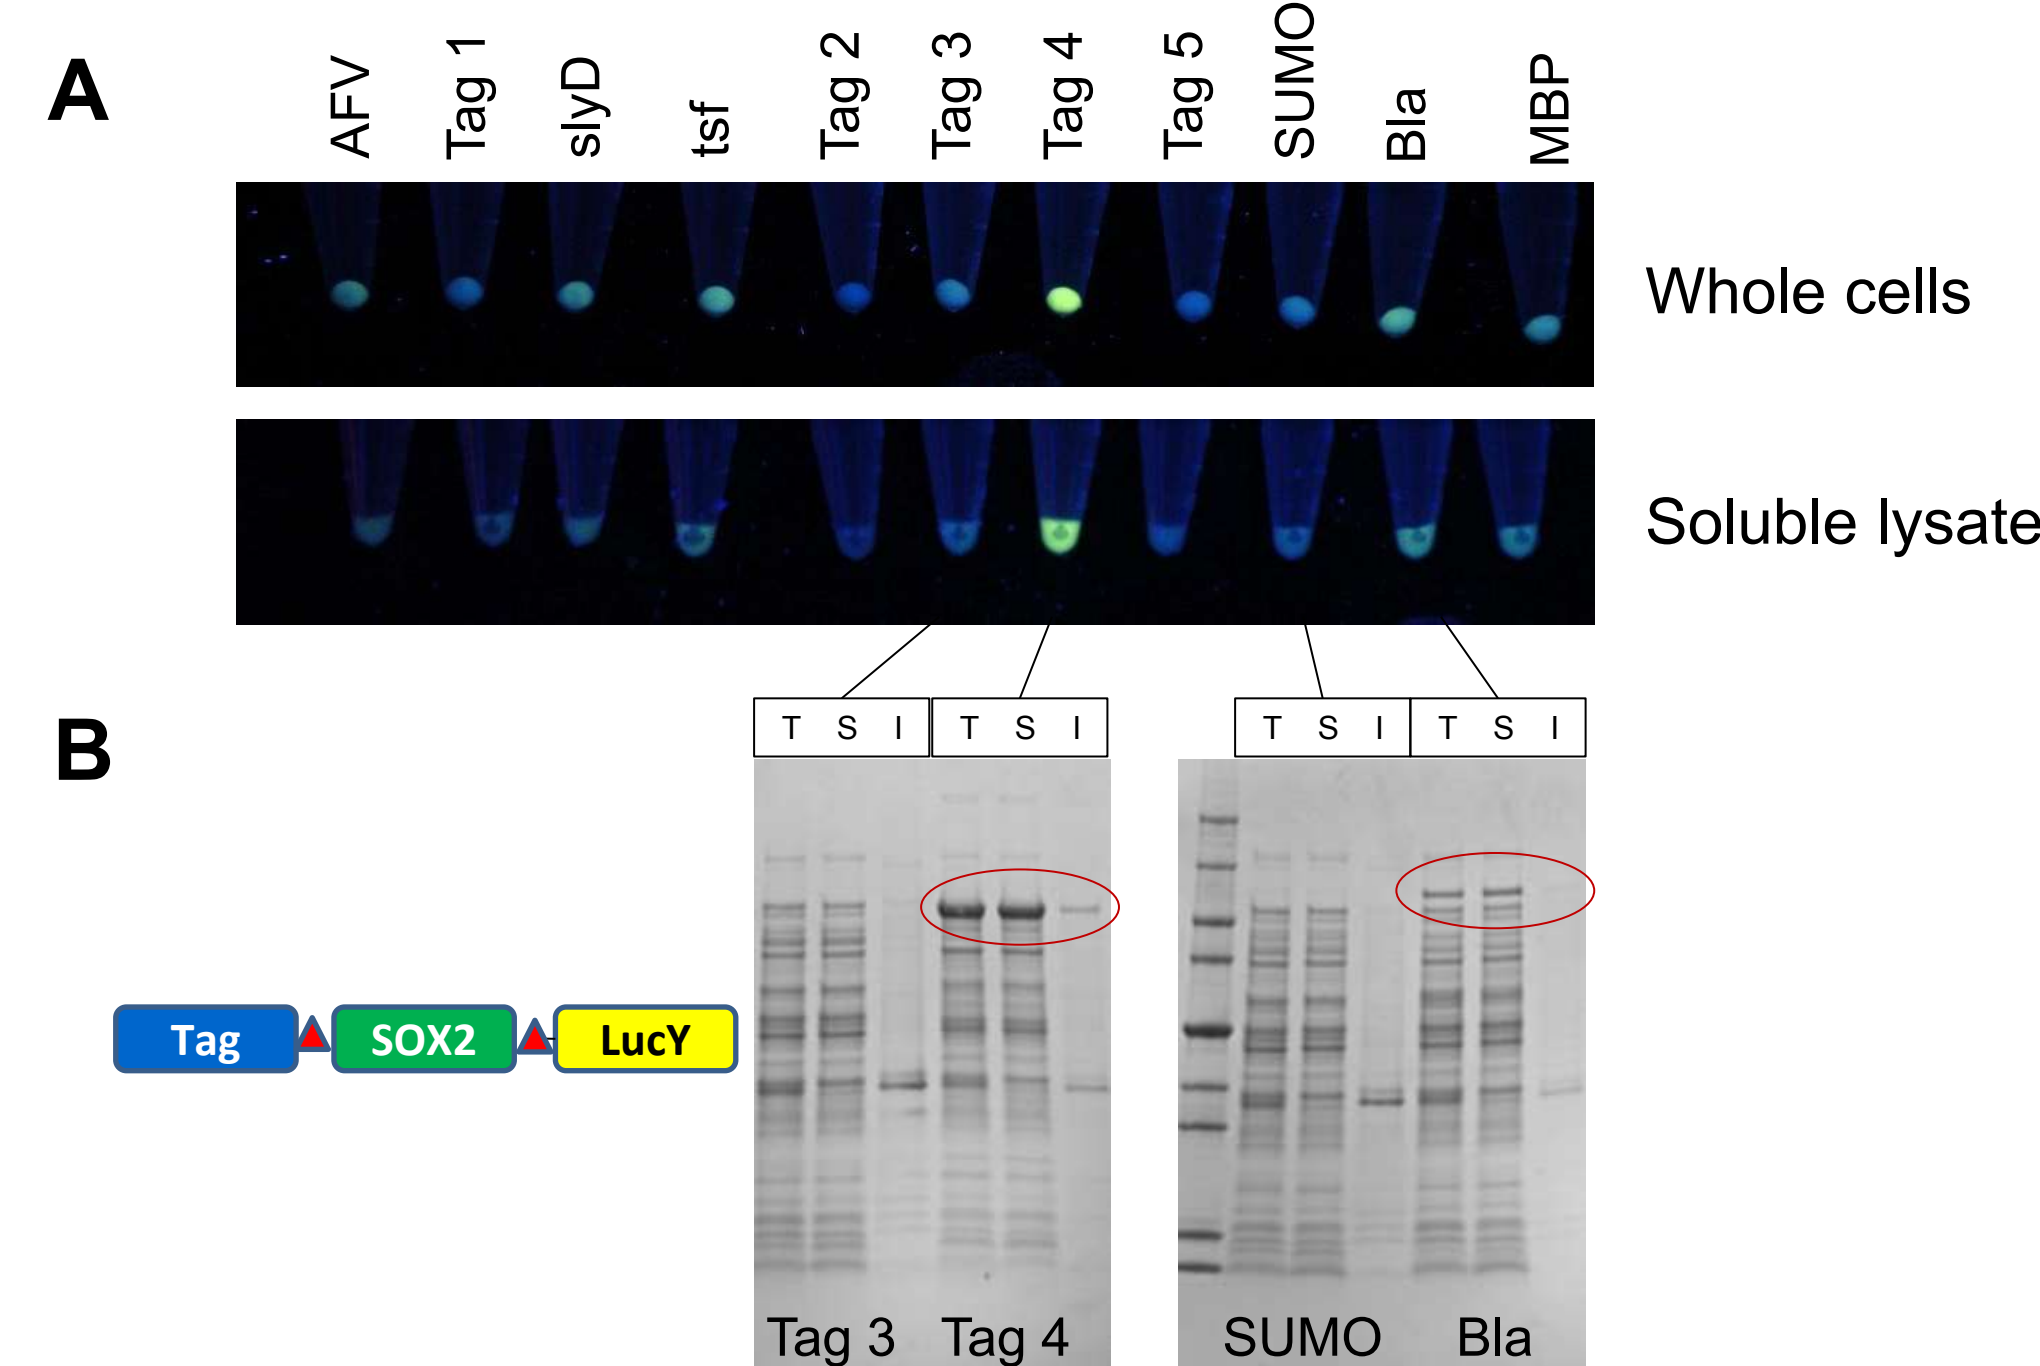 A
AFV Tag 1 slyD tsf Tag 2 Tag 3 Tag 4 Tag 5 SUMO Bla MBP
Whole cells
Soluble lysate
B
T S I T S I T S I T S I
Tag SOX2 LucY
Tag 3 Tag 4 SUMO Bla